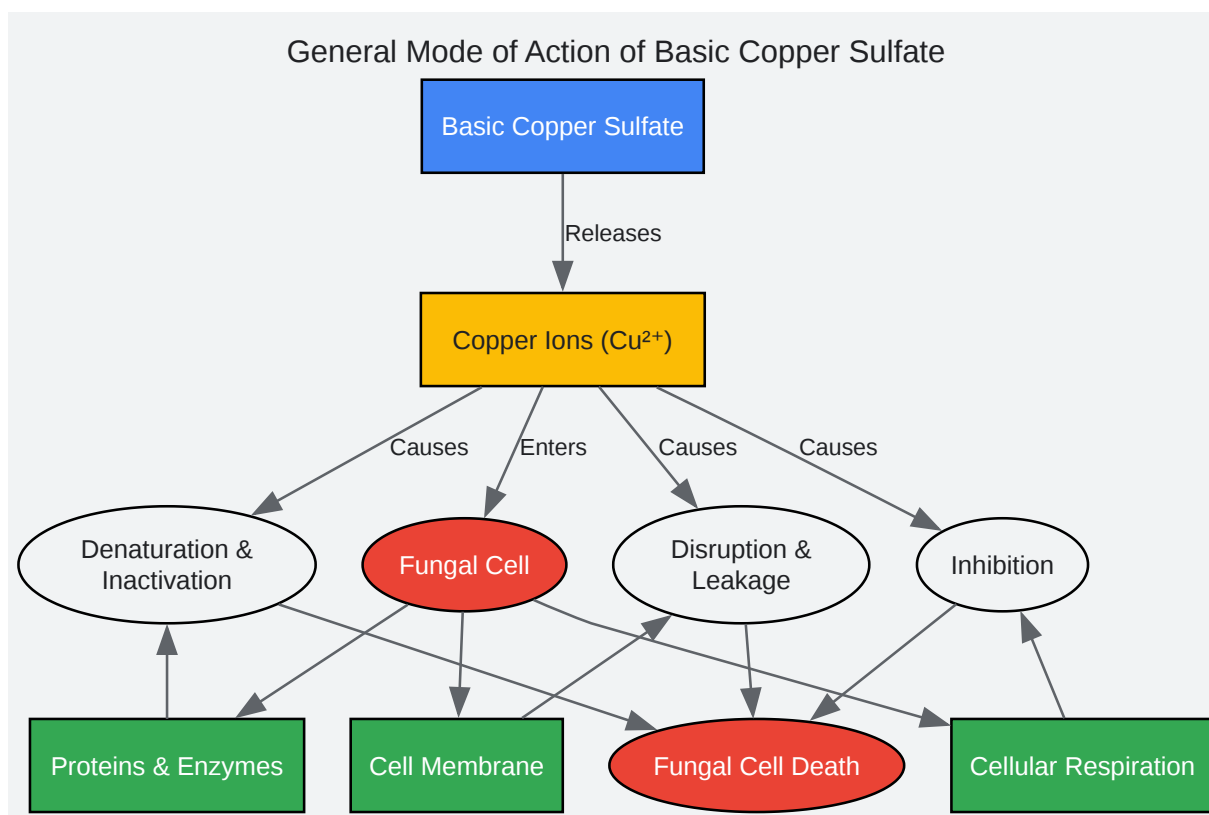 General Mode of Action of Basic Copper Sulfate
Basic Copper Sulfate
Releases
Copper Ions (Cu²⁺)
Causes
Enters
Causes
Causes
Denaturation &
Inactivation
Fungal Cell
Disruption &
Leakage
Inhibition
Proteins & Enzymes
Cell Membrane
Fungal Cell Death
Cellular Respiration